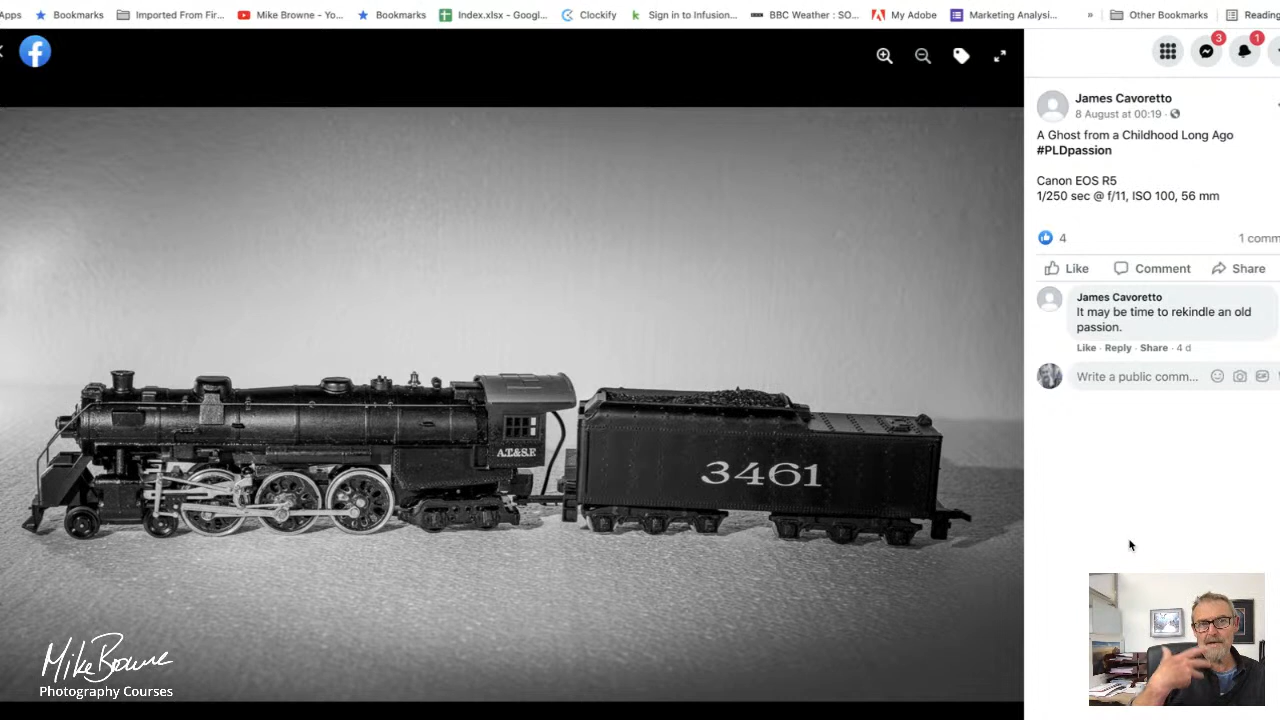 Apps
Bookmarks
Imported From Fir...
Mike Browne - Yo...
Bookmarks
Index.xlsx - Googl...
Clockify
Sign in to Infusion...
BBC Weather : SO...
My Adobe
Marketing Analysi...
»
Other Bookmarks
Reading
3
1
James Cavoretto
8 August at 00:19 ·
A Ghost from a Childhood Long Ago
#PLDpassion
Canon EOS R5
1/250 sec @ f/11, ISO 100, 56 mm
4
1 comm
Like
Comment
Share
James Cavoretto
It may be time to rekindle an old
passion.
Like · Reply · Share · 4 d
Write a public comm...
GIF
A.T.&S.F.
3461
Mike Browne
Photography Courses